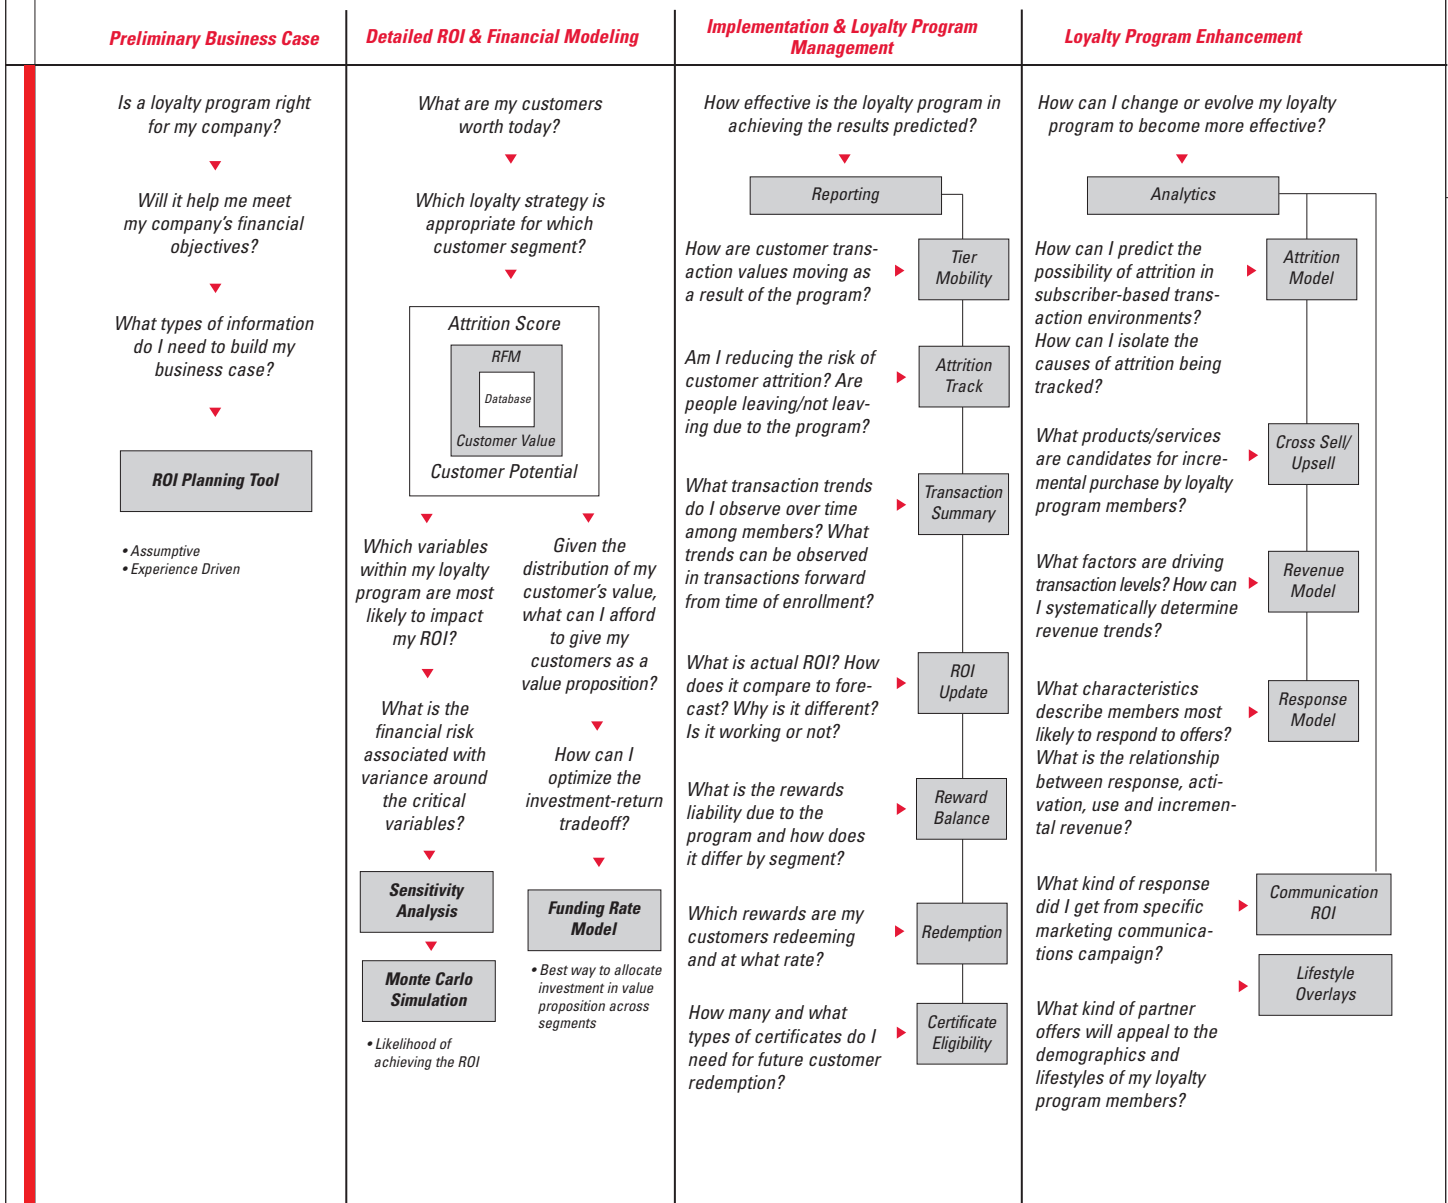 Preliminary Business Case
Is a loyalty program right
for my company?
Will it help me meet
my company's financial
objectives?
What types of information
do I need to build my
business case?
ROI Planning Tool
• Assumptive
• Experience Driven
Detailed ROI & Financial Modeling
What are my customers
worth today?
Which loyalty strategy is
appropriate for which
customer segment?
Attrition Score
RFM
Database
Customer Value
Customer Potential
Which variables
within my loyalty
program are most
likely to impact
my ROI?
What is the
financial risk
associated with
variance around
the critical
variables?
Sensitivity
Analysis
Monte Carlo
Simulation
• Likelihood of
achieving the ROI
Given the
distribution of my
customer's value,
what can I afford
to give my
customers as a
value proposition?
How can I
optimize the
investment-return
tradeoff?
Funding Rate
Model
• Best way to allocate
investment in value
proposition across
segments
Implementation & Loyalty Program
Management
How effective is the loyalty program in
achieving the results predicted?
Reporting
How are customer trans-
action values moving as
a result of the program?
Tier
Mobility
Am I reducing the risk of
customer attrition? Are
people leaving/not leav-
ing due to the program?
Attrition
Track
What transaction trends
do I observe over time
among members? What
trends can be observed
in transactions forward
from time of enrollment?
Transaction
Summary
What is actual ROI? How
does it compare to fore-
cast? Why is it different?
Is it working or not?
ROI
Update
What is the rewards
liability due to the
program and how does
it differ by segment?
Reward
Balance
Which rewards are my
customers redeeming
and at what rate?
Redemption
How many and what
types of certificates do I
need for future customer
redemption?
Certificate
Eligibility
Loyalty Program Enhancement
How can I change or evolve my loyalty
program to become more effective?
Analytics
How can I predict the
possibility of attrition in
subscriber-based trans-
action environments?
How can I isolate the
causes of attrition being
tracked?
Attrition
Model
What products/services
are candidates for incre-
mental purchase by loyalty
program members?
Cross Sell/
Upsell
What factors are driving
transaction levels? How can
I systematically determine
revenue trends?
Revenue
Model
What characteristics
describe members most
likely to respond to offers?
What is the relationship
between response, acti-
vation, use and incremen-
tal revenue?
Response
Model
What kind of response
did I get from specific
marketing communica-
tions campaign?
Communication
ROI
Lifestyle
Overlays
What kind of partner
offers will appeal to the
demographics and
lifestyles of my loyalty
program members?